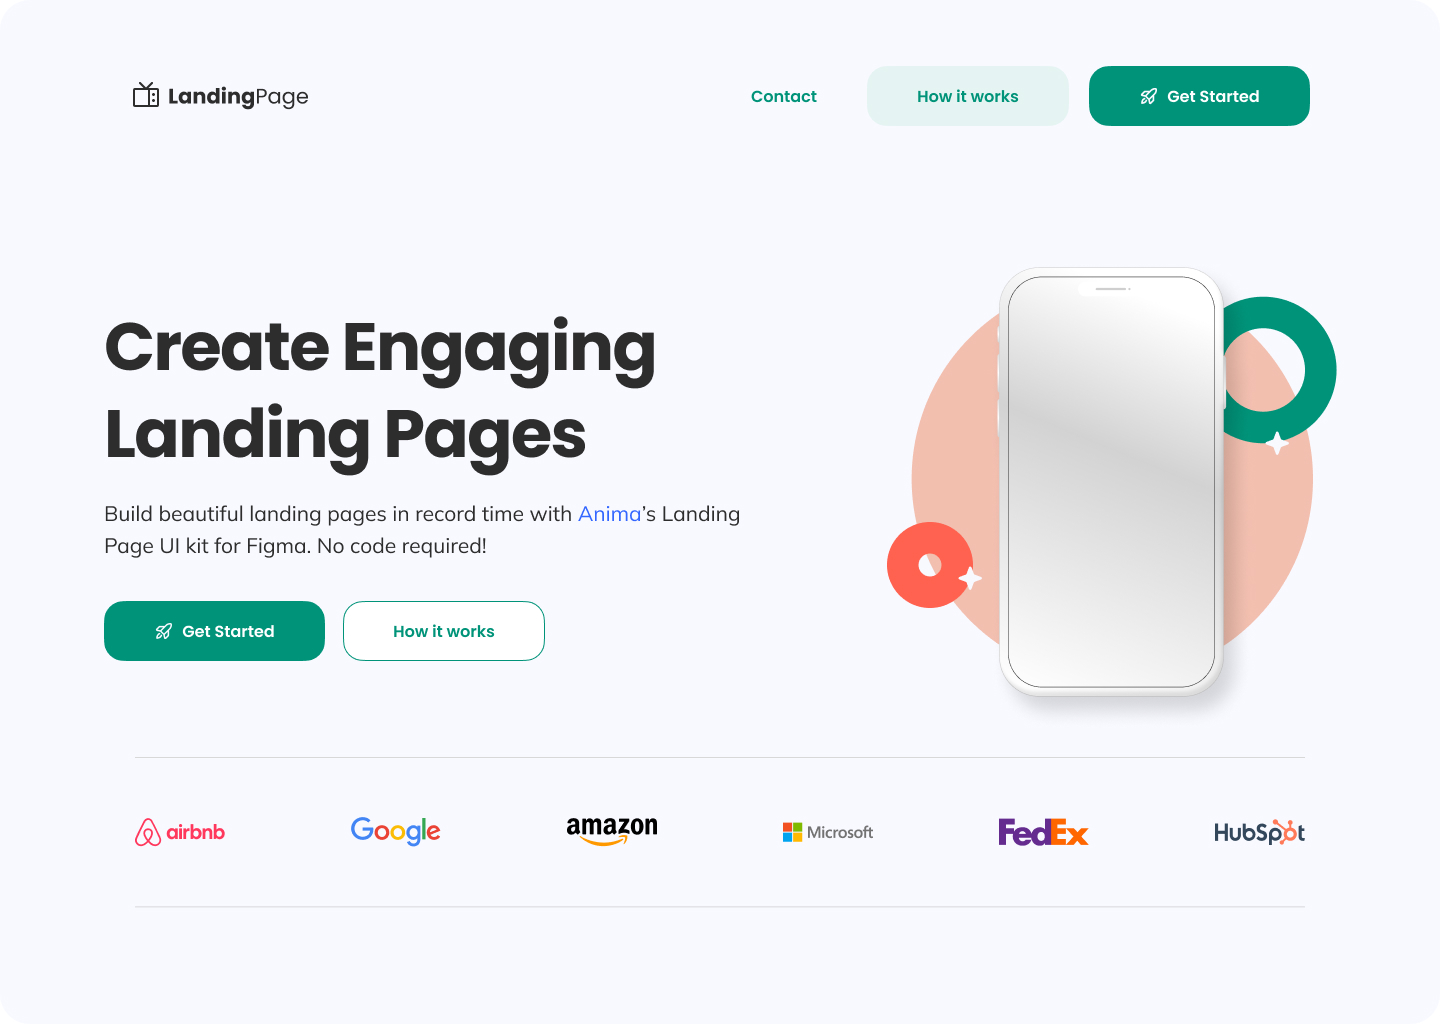 LandingPage
Contact
How it works
Get Started
Create Engaging
Landing Pages
Build beautiful landing pages in record time with Anima's Landing
Page UI kit for Figma. No code required!
Get Started
How it works
airbnb
Google
amazon
Microsoft
FedEx
HubSpot